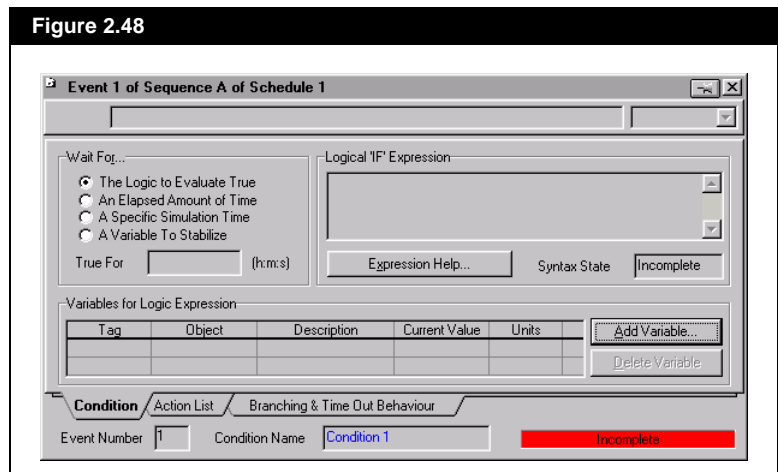 Figure 2.48
Event 1 of Sequence A of Schedule 1
Wait For...
The Logic to Evaluate True
An Elapsed Amount of Time
A Specific Simulation Time
A Variable To Stabilize
True For (h:m:s)
Logical 'IF' Expression
Expression Help... Syntax State Incomplete
Variables for Logic Expression
Tag Object Description Current Value Units
Add Variable...
Delete Variable
Condition Action List Branching & Time Out Behaviour
Event Number 1 Condition Name Condition 1 Incomplete